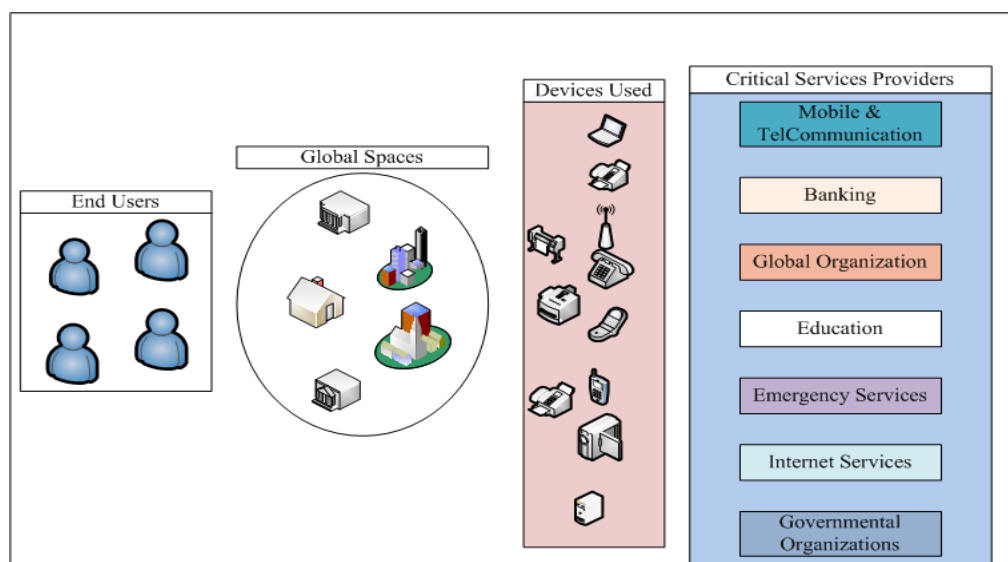 End Users
Global Spaces
Devices Used
Critical Services Providers
Mobile &
TelCommunication
Banking
Global Organization
Education
Emergency Services
Internet Services
Governmental
Organizations